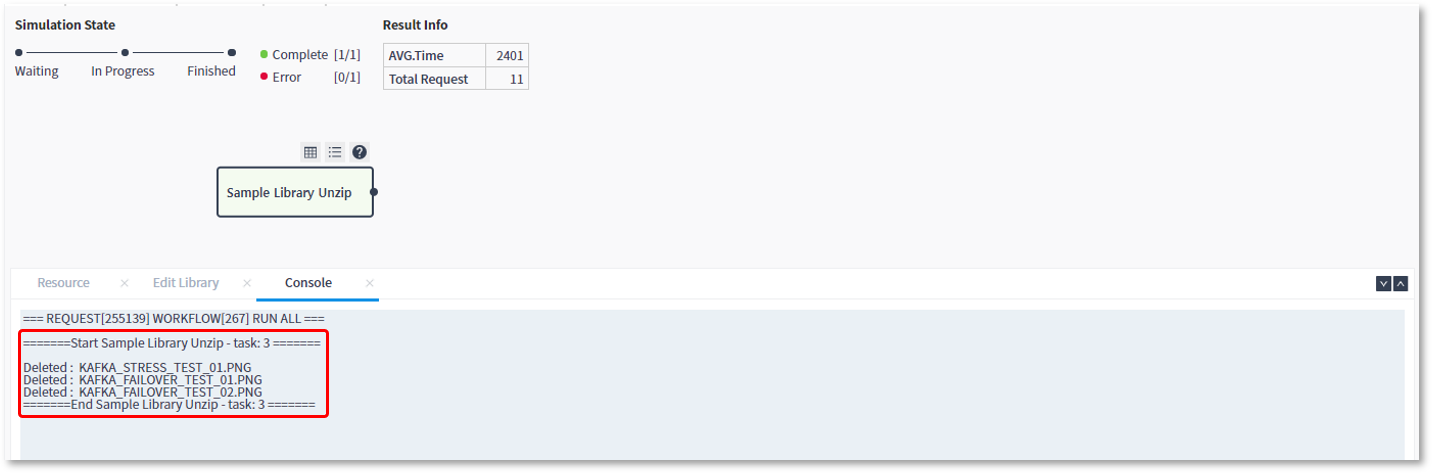 Simulation State
Waiting
In Progress
Finished
Complete [1/1]
Error [0/1]
Result Info
AVG.Time 2401
Total Request 11
?
Sample Library Unzip
Resource × Edit Library × Console ×
=== REQUEST[255139] WORKFLOW[267] RUN ALL ===
=======Start Sample Library Unzip - task: 3 =======
Deleted : KAFKA_STRESS_TEST_01.PNG
Deleted : KAFKA_FAILOVER_TEST_01.PNG
Deleted : KAFKA_FAILOVER_TEST_02.PNG
=======End Sample Library Unzip - task: 3 =======